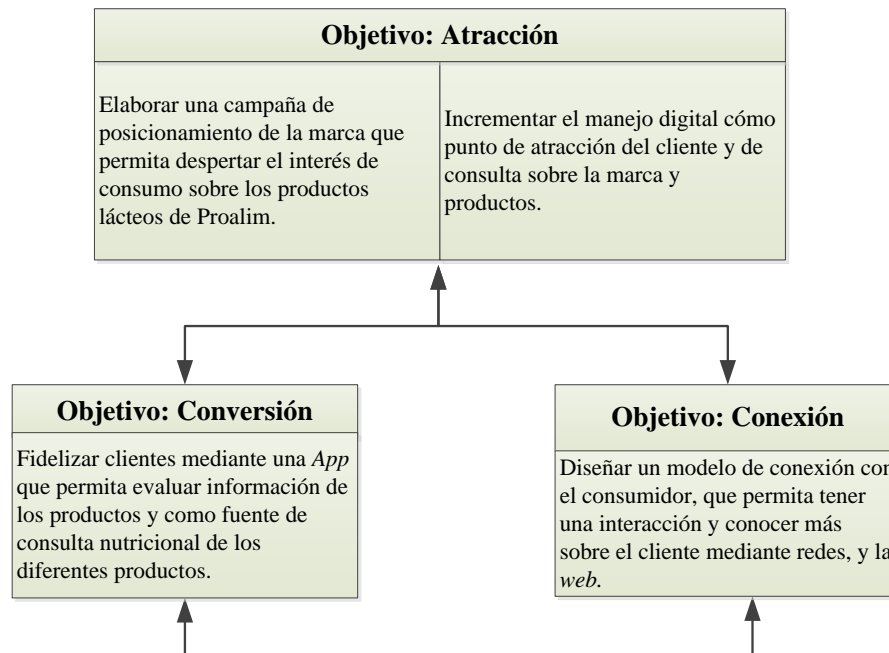 Objetivo: Atracción
Elaborar una campaña de
posicionamiento de la marca que
permita despertar el interés de
consumo sobre los productos
lácteos de Proalim.
Incrementar el manejo digital cómo
punto de atracción del cliente y de
consulta sobre la marca y
productos.
Objetivo: Conversión
Fidelizar clientes mediante una App
que permita evaluar información de
los productos y como fuente de
consulta nutricional de los
diferentes productos.
Objetivo: Conexión
Diseñar un modelo de conexión con
el consumidor, que permita tener
una interacción y conocer más
sobre el cliente mediante redes, y la
web.